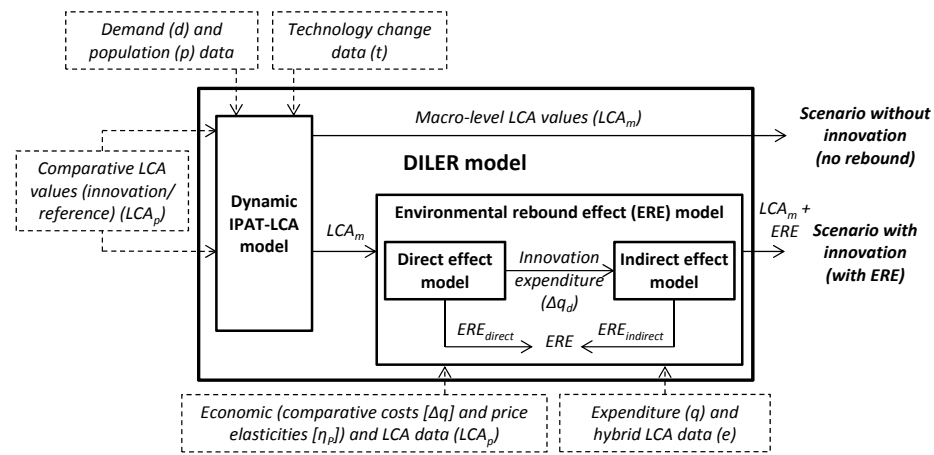 Demand (d) and
population (p) data
Technology change
data (t)
Macro-level LCA values (LCAm)
Scenario without
innovation
(no rebound)
DILER model
Comparative LCA
values (innovation/
reference) (LCAp)
Dynamic
IPAT-LCA
model
LCAm
Environmental rebound effect (ERE) model
LCAm +
ERE
Scenario with
innovation
(with ERE)
Direct effect
model
Innovation
expenditure
(Δqd)
Indirect effect
model
EREdirect
ERE
EREindirect
Economic (comparative costs [Δq] and price
elasticities [ηP]) and LCA data (LCAp)
Expenditure (q) and
hybrid LCA data (e)